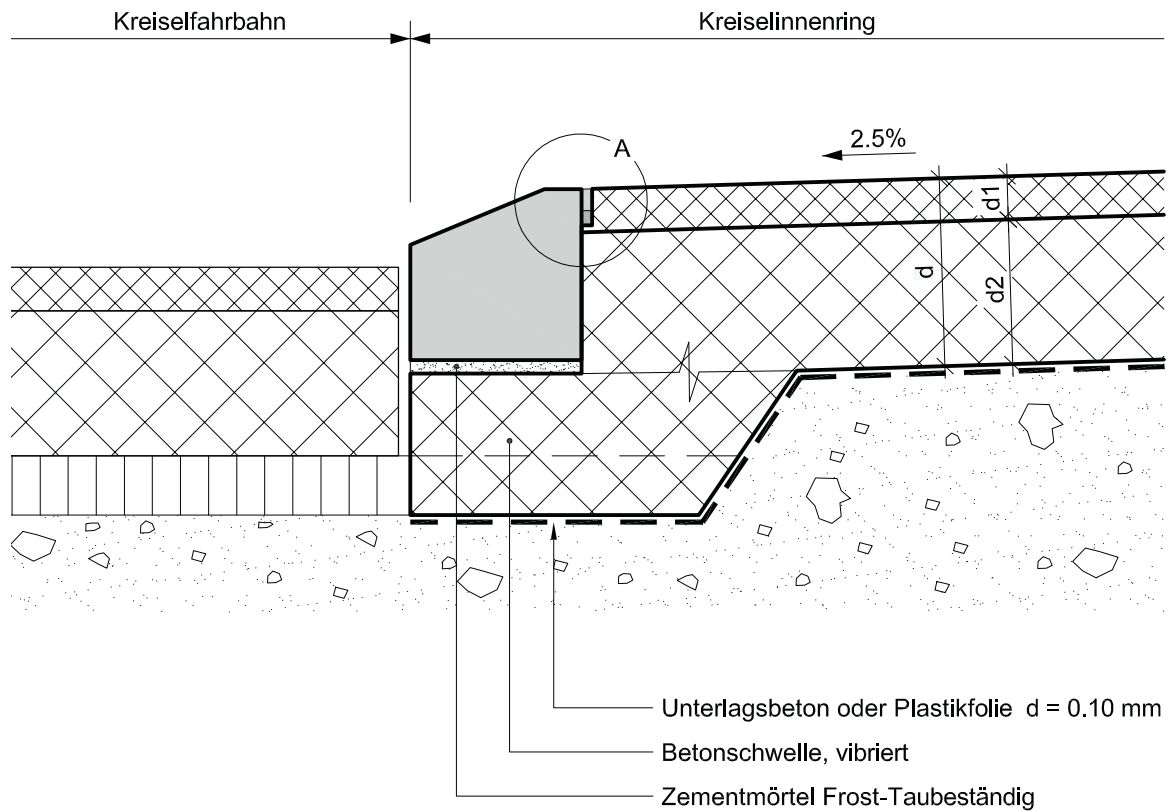 Kreiselfahrbahn
Kreiselinnenring
A
2.5%
d1
d
d2
Unterlagsbeton oder Plastikfolie d = 0.10 mm
Betonschwelle, vibriert
Zementmörtel Frost-Taubeständig